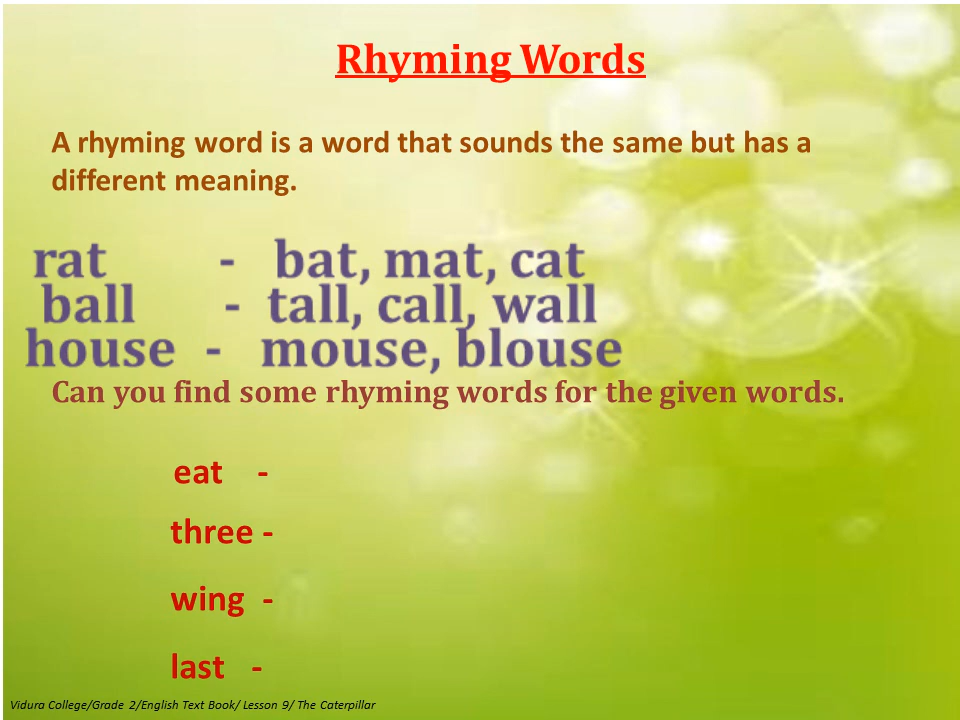 Rhyming Words
A rhyming word is a word that sounds the same but has a
different meaning.
rat - bat, mat, cat
ball - tall, call, wall
house - mouse, blouse
Can you find some rhyming words for the given words.
eat -
three -
wing -
last -
Vidura College/Grade 2/English Text Book/ Lesson 9/ The Caterpillar